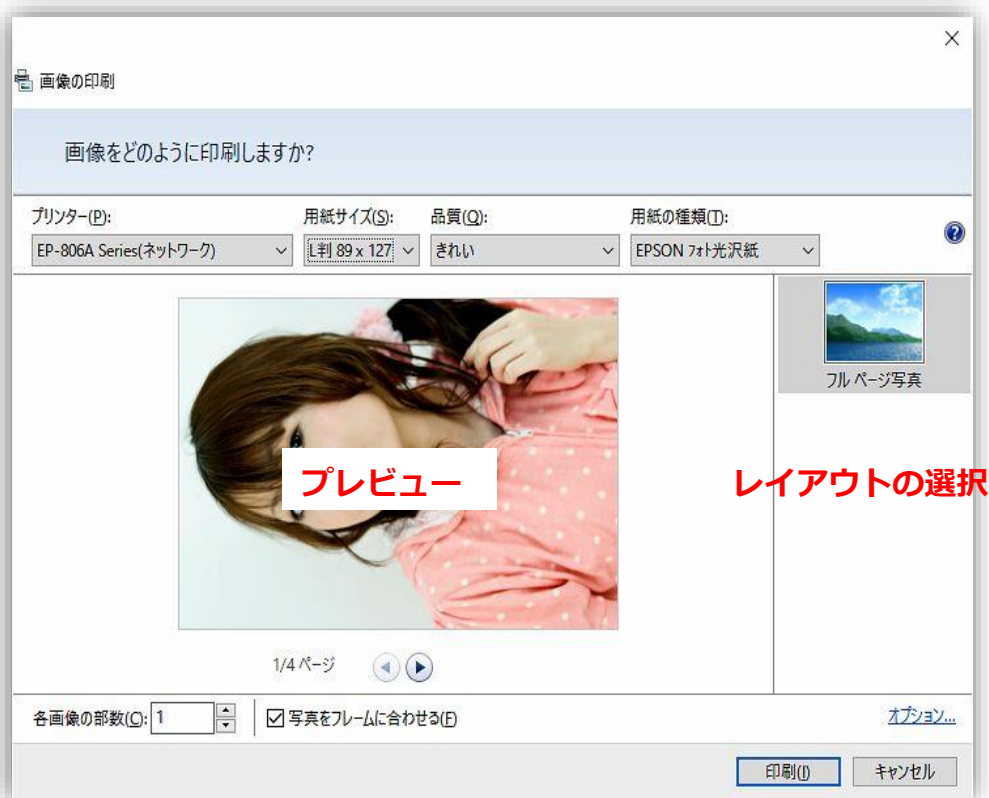 画像の印刷
画像をどのように印刷しますか?
プリンター(P): 用紙サイズ(S): 品質(Q): 用紙の種類(T):
EP-806A Series(ネットワーク) L判 89 x 127 きれい EPSON フォト光沢紙
フル ページ写真
プレビュー
レイアウトの選択
1/4 ページ
各画像の部数(C): 1 写真をフレームに合わせる(F) オプション...
印刷(I) キャンセル